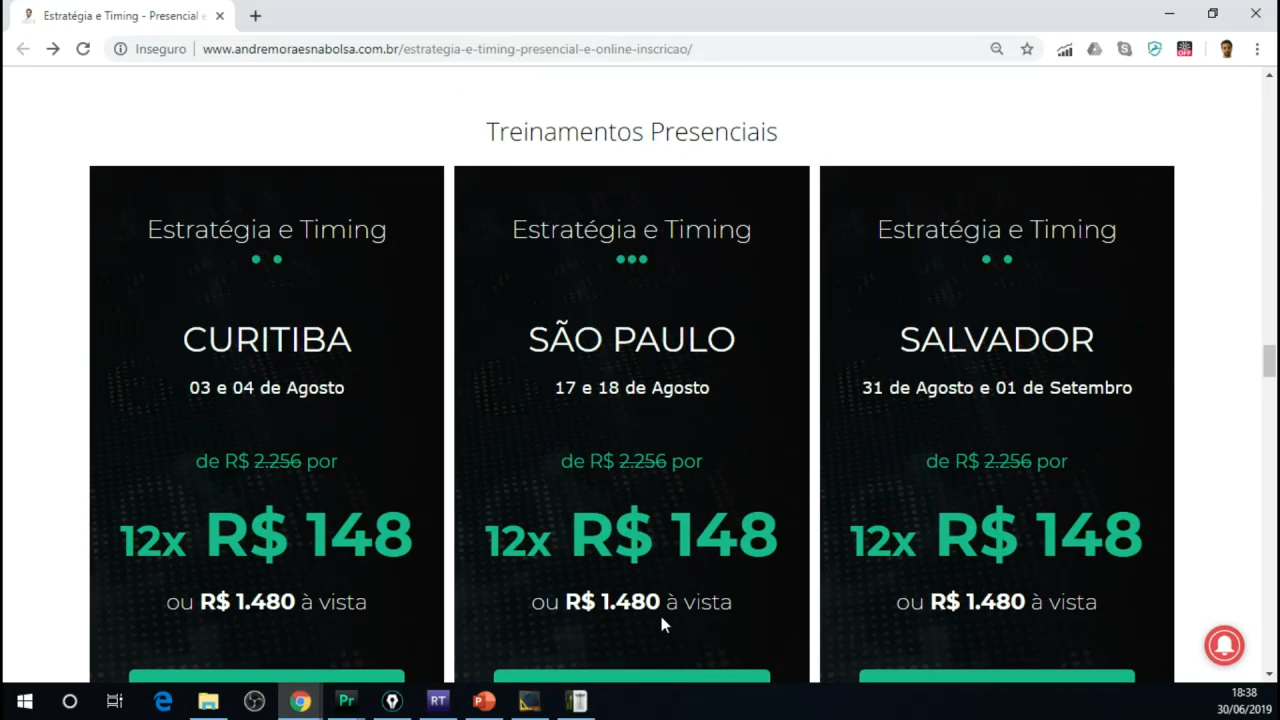 Estratégia e Timing - Presencial e
Inseguro
www.andremoraesnabolsa.com.br/estrategia-e-timing-presencial-e-online-inscricao/
OFF
Treinamentos Presenciais
Estratégia e Timing
CURITIBA
03 e 04 de Agosto
de R$ 2.256 por
12x R$ 148
ou R$ 1.480 à vista
Estratégia e Timing
SÃO PAULO
17 e 18 de Agosto
de R$ 2.256 por
12x R$ 148
ou R$ 1.480 à vista
Estratégia e Timing
SALVADOR
31 de Agosto e 01 de Setembro
de R$ 2.256 por
12x R$ 148
ou R$ 1.480 à vista
Pr
RT
P
18:38
30/06/2019